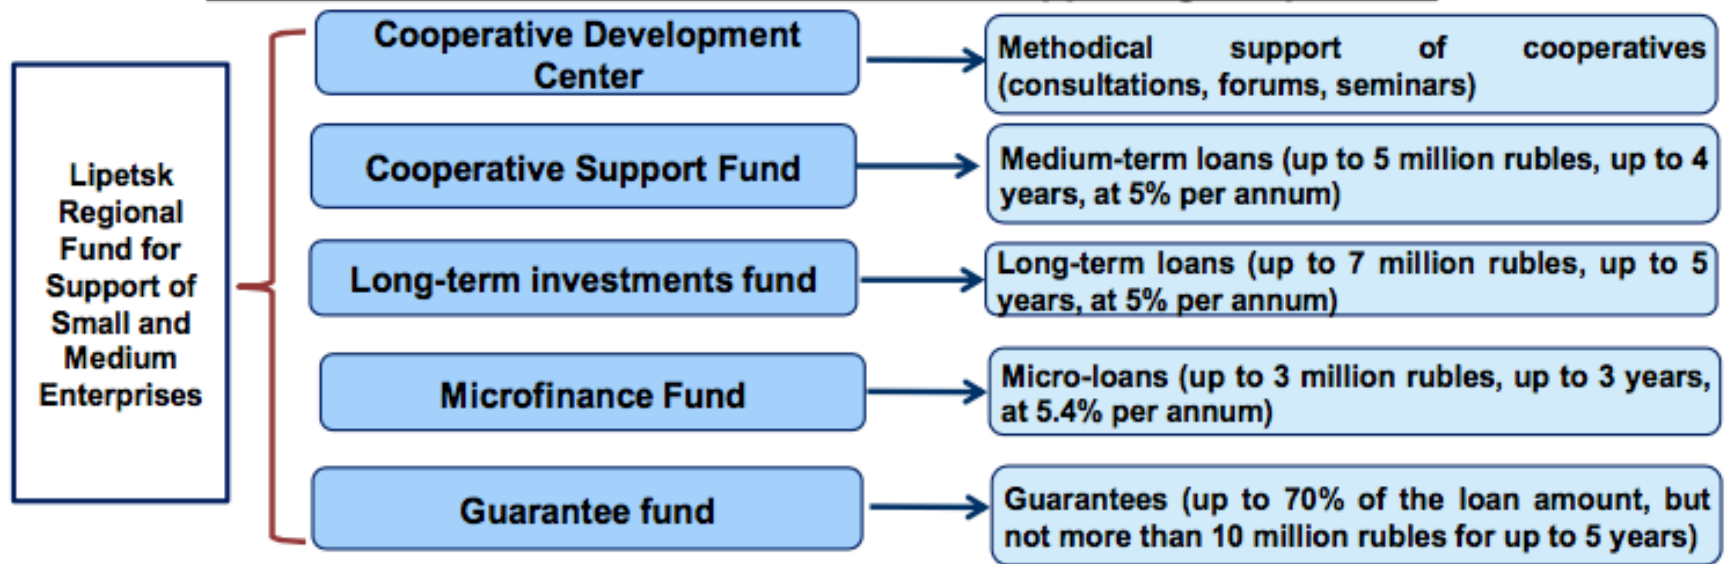 Lipetsk
Regional
Fund for
Support of
Small and
Medium
Enterprises
Cooperative Development
Center
Methodical support of cooperatives
(consultations, forums, seminars)
Cooperative Support Fund
Medium-term loans (up to 5 million rubles, up to 4
years, at 5% per annum)
Long-term investments fund
Long-term loans (up to 7 million rubles, up to 5
years, at 5% per annum)
Microfinance Fund
Micro-loans (up to 3 million rubles, up to 3 years,
at 5.4% per annum)
Guarantee fund
Guarantees (up to 70% of the loan amount, but
not more than 10 million rubles for up to 5 years)